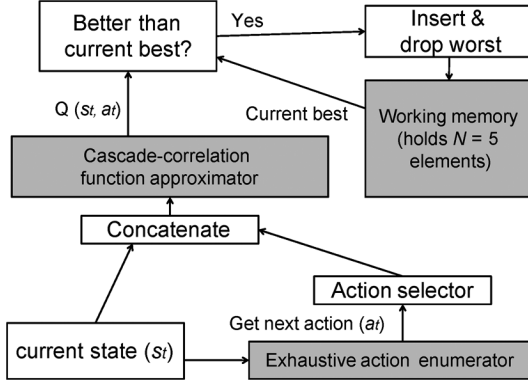 Better than
current best?
Yes
Insert &
drop worst
Q (st, at)
Current best
Working memory
(holds N = 5
elements)
Cascade-correlation
function approximator
Concatenate
Action selector
Get next action (at)
current state (st)
Exhaustive action enumerator